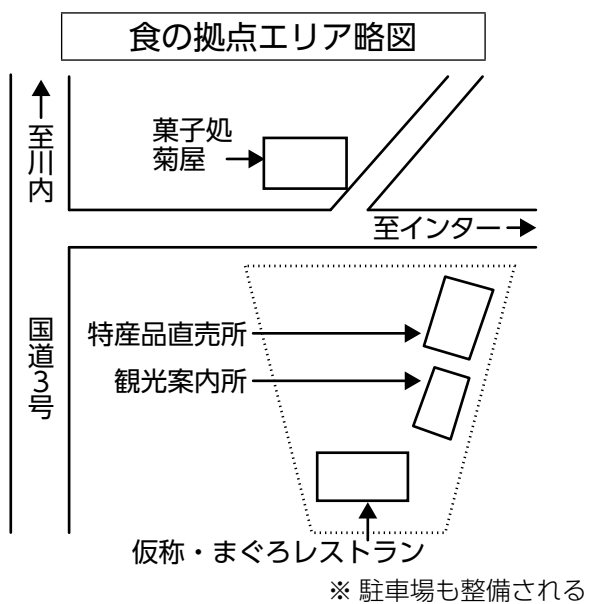 食の拠点エリア略図
至川内
菓子処
菊屋
至インター
国道3号
特産品直売所
観光案内所
仮称・まぐろレストラン
※ 駐車場も整備される